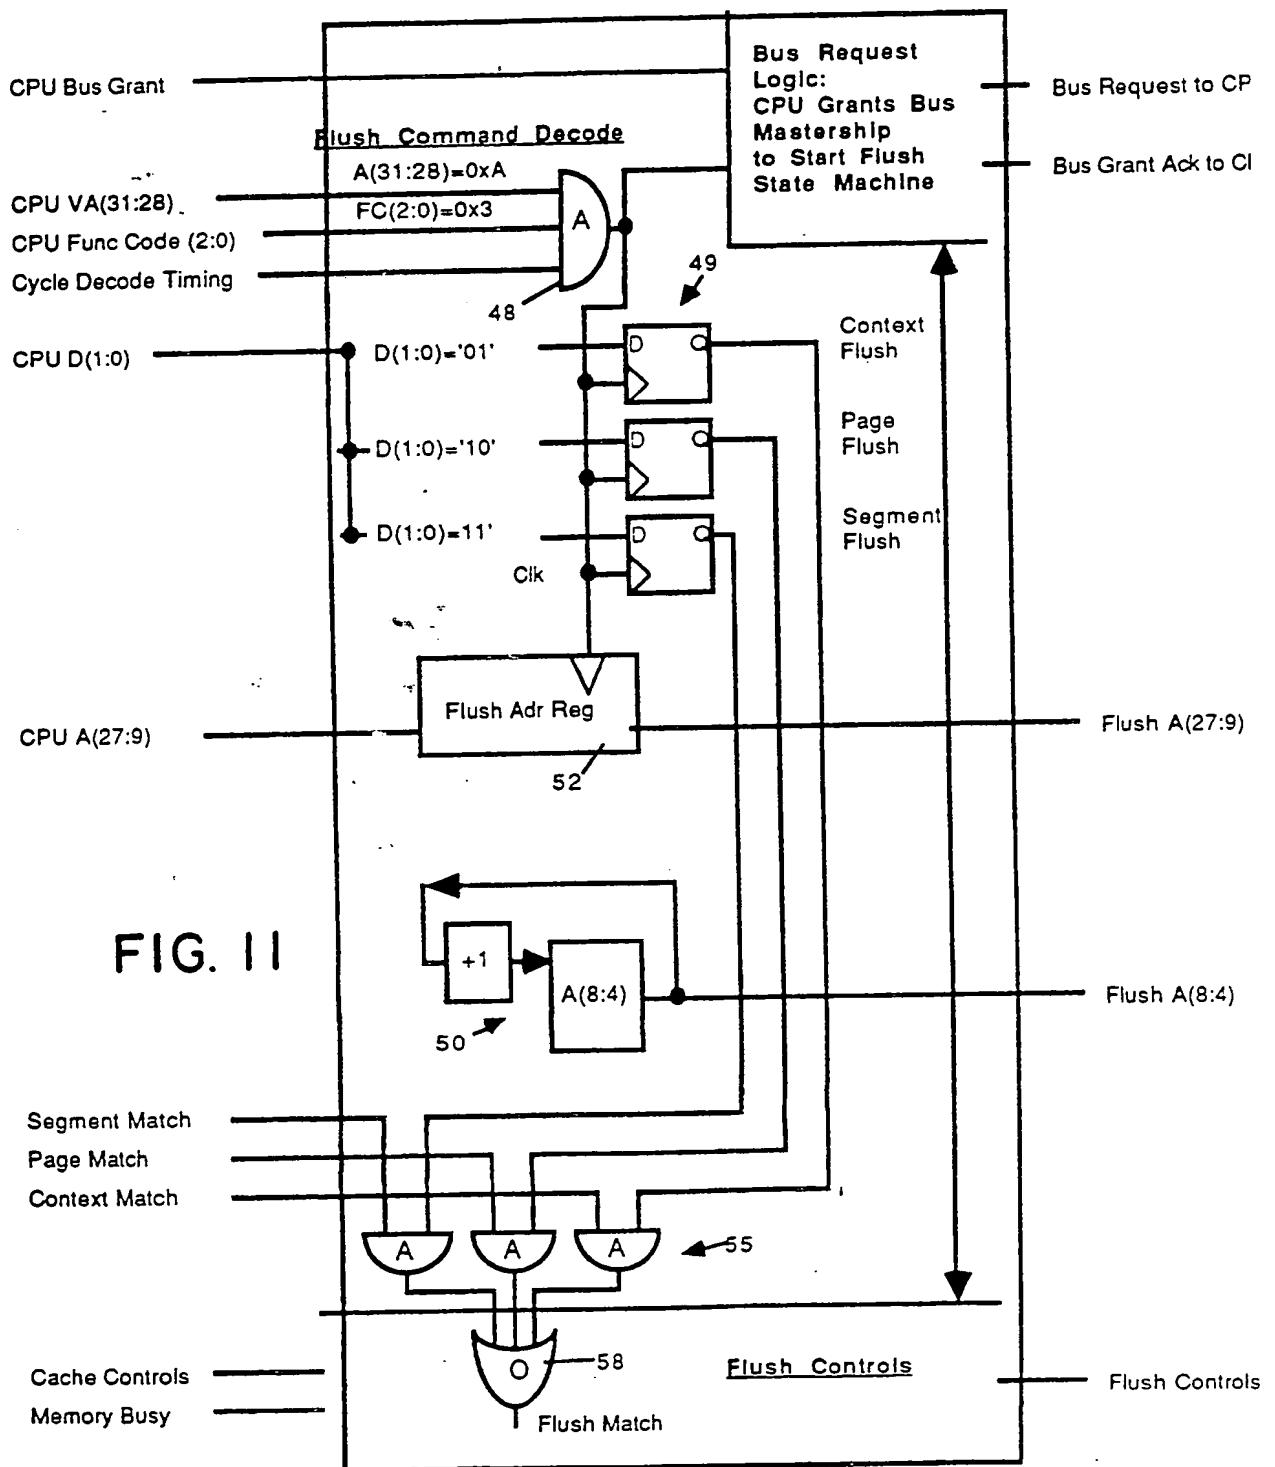 CPU Bus Grant
Bus Request
Logic:
CPU Grants Bus
Mastership
to Start Flush
State Machine
Bus Request to CP
Bus Grant Ack to CI
Flush Command Decode
A(31:28)=0xA
CPU VA(31:28)
FC(2:0)=0x3
CPU Func Code (2:0)
Cycle Decode Timing
A
48
49
CPU D(1:0)
D(1:0)='01'
D
Q
Context
Flush
D(1:0)='10'
D
Q
Page
Flush
D(1:0)=11'
D
Q
Segment
Flush
Clk
Flush Adr Reg
CPU A(27:9)
Flush A(27:9)
52
FIG. 11
+1
A(8:4)
Flush A(8:4)
50
Segment Match
Page Match
Context Match
A
A
A
55
O
58
Flush Controls
Cache Controls
Memory Busy
Flush Match
Flush Controls